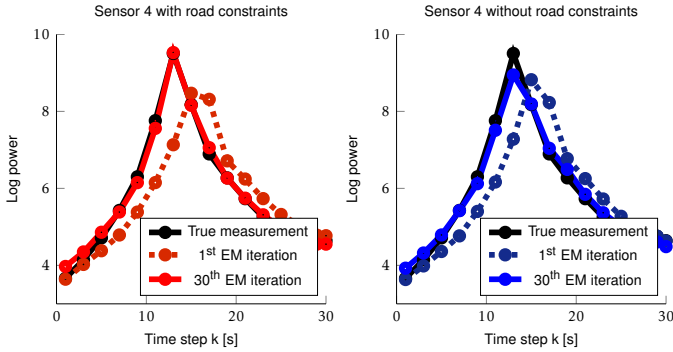 Sensor 4 with road constraints
10
8
6
4
Log power
0 10 20 30
Time step k [s]
True measurement
1st EM iteration
30th EM iteration
Sensor 4 without road constraints
10
8
6
4
Log power
0 10 20 30
Time step k [s]
True measurement
1st EM iteration
30th EM iteration